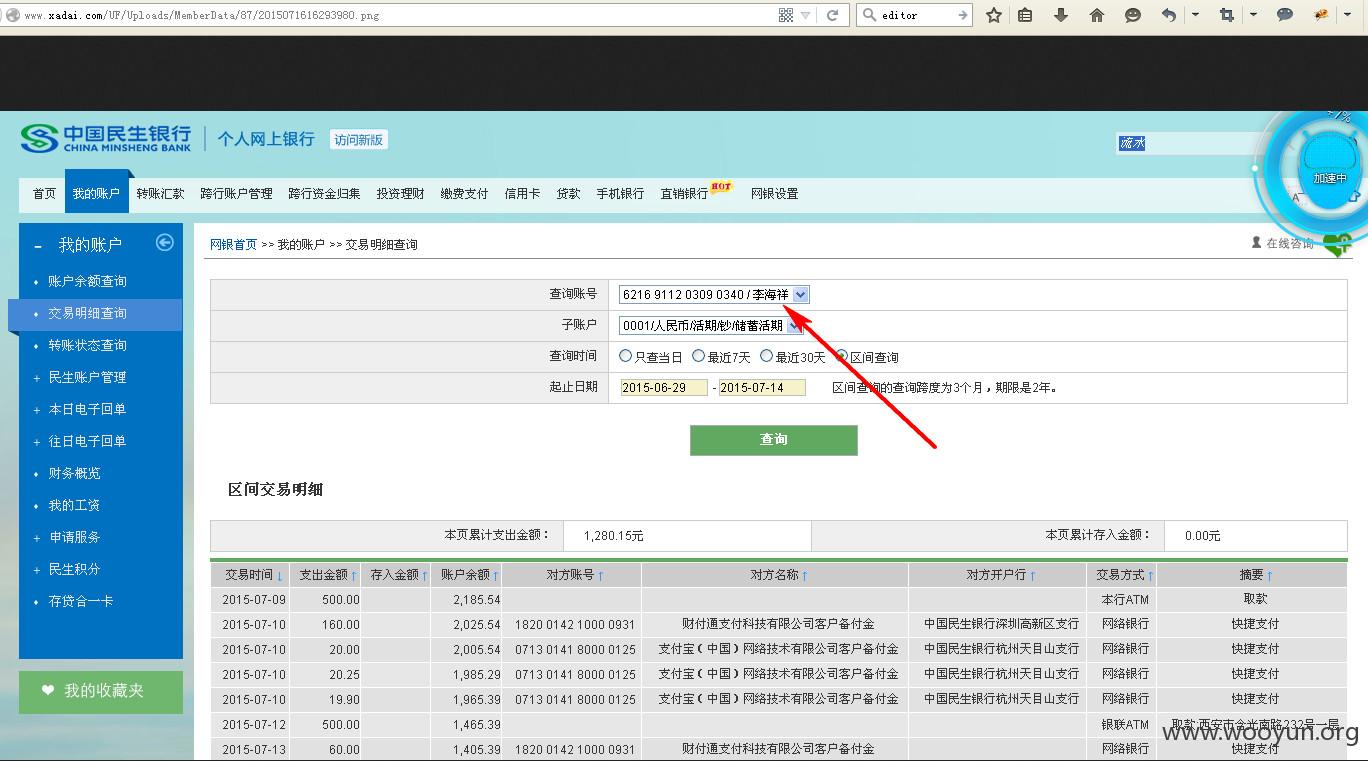 www.xadai.com/UF/Uploads/MemberData/87/2015071616293980.png editor
中国民生银行 个人网上银行 访问新版
CHINA MINSHENG BANK
流水
加速中
首页 我的账户 转账汇款 跨行账户管理 跨行资金归集 投资理财 缴费支付 信用卡 贷款 手机银行 直销银行 HOT 网银设置
- 我的账户
账户余额查询
交易明细查询
转账状态查询
+ 民生账户管理
+ 本日电子回单
+ 往日电子回单
财务概览
我的工资
+ 申请服务
+ 民生积分
存贷合一卡
我的收藏夹
网银首页 >> 我的账户 >> 交易明细查询
在线咨询
查询账号 6216 9112 0309 0340 / 李海祥
子账户 0001/人民币/活期/钞/储蓄活期
查询时间 只查当日 最近7天 最近30天 区间查询
起止日期 2015-06-29 - 2015-07-14 区间查询的查询跨度为3个月，期限是2年。
查询
区间交易明细
本页累计支出金额： 1,280.15元 本页累计存入金额： 0.00元
交易时间↓ 支出金额↑ 存入金额↑ 账户余额↑ 对方账号↑ 对方名称↑ 对方开户行↑ 交易方式↑ 摘要↑
2015-07-09 500.00 2,185.54 本行ATM 取款
2015-07-10 160.00 2,025.54 1820 0142 1000 0931 财付通支付科技有限公司客户备付金 中国民生银行深圳高新区支行 网络银行 快捷支付
2015-07-10 20.00 2,005.54 0713 0141 8000 0125 支付宝（中国）网络技术有限公司客户备付金 中国民生银行杭州天目山支行 网络银行 快捷支付
2015-07-10 20.25 1,985.29 0713 0141 8000 0125 支付宝（中国）网络技术有限公司客户备付金 中国民生银行杭州天目山支行 网络银行 快捷支付
2015-07-10 19.90 1,965.39 0713 0141 8000 0125 支付宝（中国）网络技术有限公司客户备付金 中国民生银行杭州天目山支行 网络银行 快捷支付
2015-07-12 500.00 1,465.39 银联ATM 取款:西安市含光南路232号一层
2015-07-13 60.00 1,405.39 1820 0142 1000 0931 财付通支付科技有限公司客户备付金 网络银行 快捷支付
www.wooyun.org